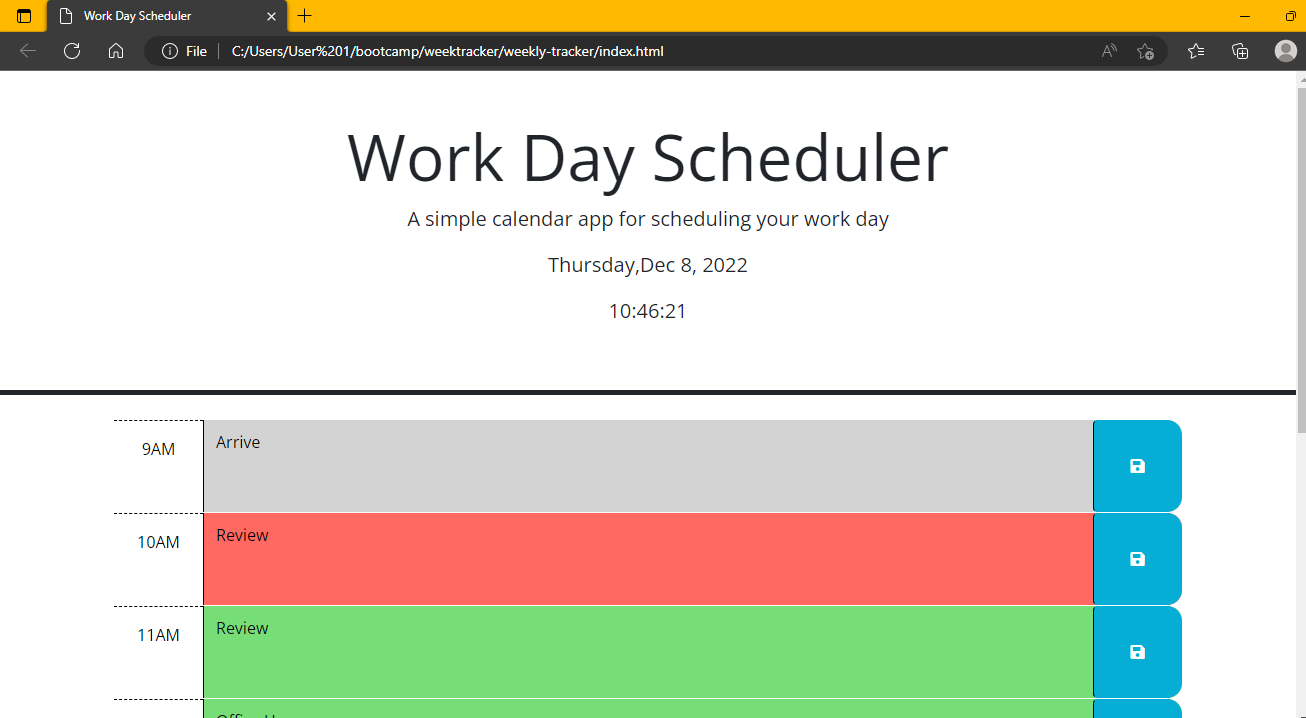 Work Day Scheduler
File C:/Users/User%201/bootcamp/weektracker/weekly-tracker/index.html
Work Day Scheduler
A simple calendar app for scheduling your work day
Thursday,Dec 8, 2022
10:46:21
9AM Arrive
10AM Review
11AM Review